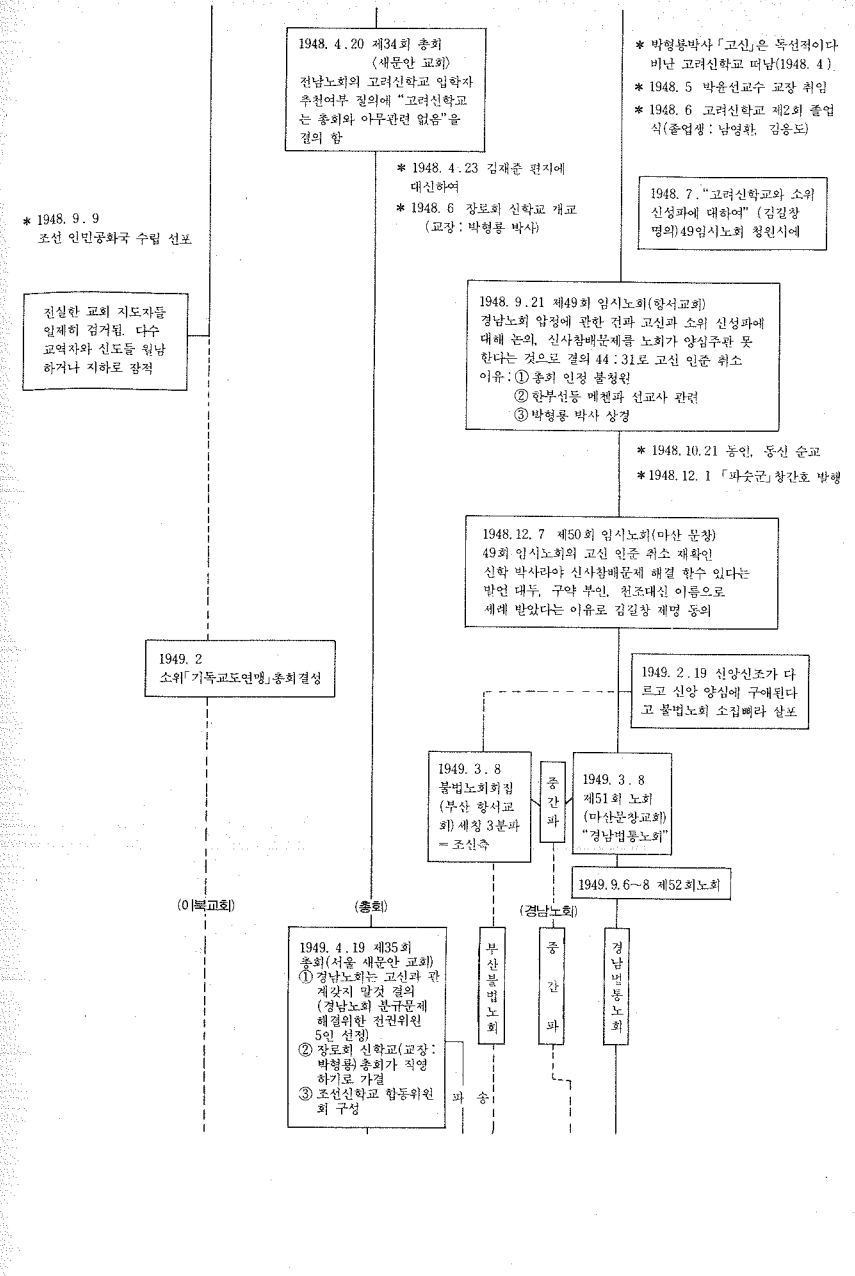 1948. 4. 20 제34회 총회
〈새문안 교회〉
전남노회의 고려신학교 입학자
추천여부 질의에 “고려신학교
는 총회와 아무관련 없음”을
결의 함
* 박형룡박사 「고신」은 독선적이다
비난 고려신학교 떠남(1948. 4)
* 1948. 5 박윤선교수 교장 취임
* 1948. 6 고려신학교 제2회 졸업
식(졸업생 : 남영환, 김응도)
* 1948. 4. 23 김재준 편지에
대신하여
* 1948. 6 장로회 신학교 개교
(교장 : 박형룡 박사)
1948. 7. “고려신학교와 소위
신성파에 대하여” (김길창
명의)49임시노회 청원시에
* 1948. 9. 9
조선 인민공화국 수립 선포
진실한 교회 지도자들
일제히 검거됨. 다수
교역자와 신도들 월남
하거나 지하로 잠적
1948. 9. 21 제49회 임시노회(항서교회)
경남노회 압정에 관한 전파 고신과 소위 신성파에
대해 논의, 신사참배문제를 노회가 양심주관 못
한다는 것으로 결의 44 : 31로 고신 인준 취소
이유 : ① 총회 인정 불청원
② 한부선등 메첸파 선교사 관련
③ 박형룡 박사 상경
* 1948. 10. 21 동인, 동신 순교
* 1948. 12. 1 「파숫군」창간호 발행
1948. 12. 7 제50회 임시노회(마산 문창)
49회 임시노회의 고신 인준 취소 재확인
신학 박사라야 신사참배문제 해결 할수 있다는
발언 대두, 구약 부인, 천조대신 이름으로
세례 받았다는 이유로 김길창 제명 동의
1949. 2
소위「기독교도연맹」총회결성
1949. 2. 19 신앙신조가 다
르고 신앙 양심에 구애된다
고 불법노회 소집삐라 살포
1949. 3. 8
불법노회회집
(부산 항서교
회) 세칭 3분파
= 조신측
중간파
1949. 3. 8
제51회 노회
(마산문창교회)
“경남법통노회”
1949. 9. 6~8 제52회노회
(이북교회)
(총회)
(경남노회)
1949. 4. 19 제35회
총회(서울 새문안 교회)
① 경남노회는 고신과 관
계갖지 말것 결의
(경남노회 분규문제
해결위한 전권위원
5인 선정)
② 장로회 신학교(교장 :
박형룡) 총회가 직영
하기로 가결
③ 조선신학교 합동위원
회 구성
파 송
부산불법노회
중간파
경남법통노회